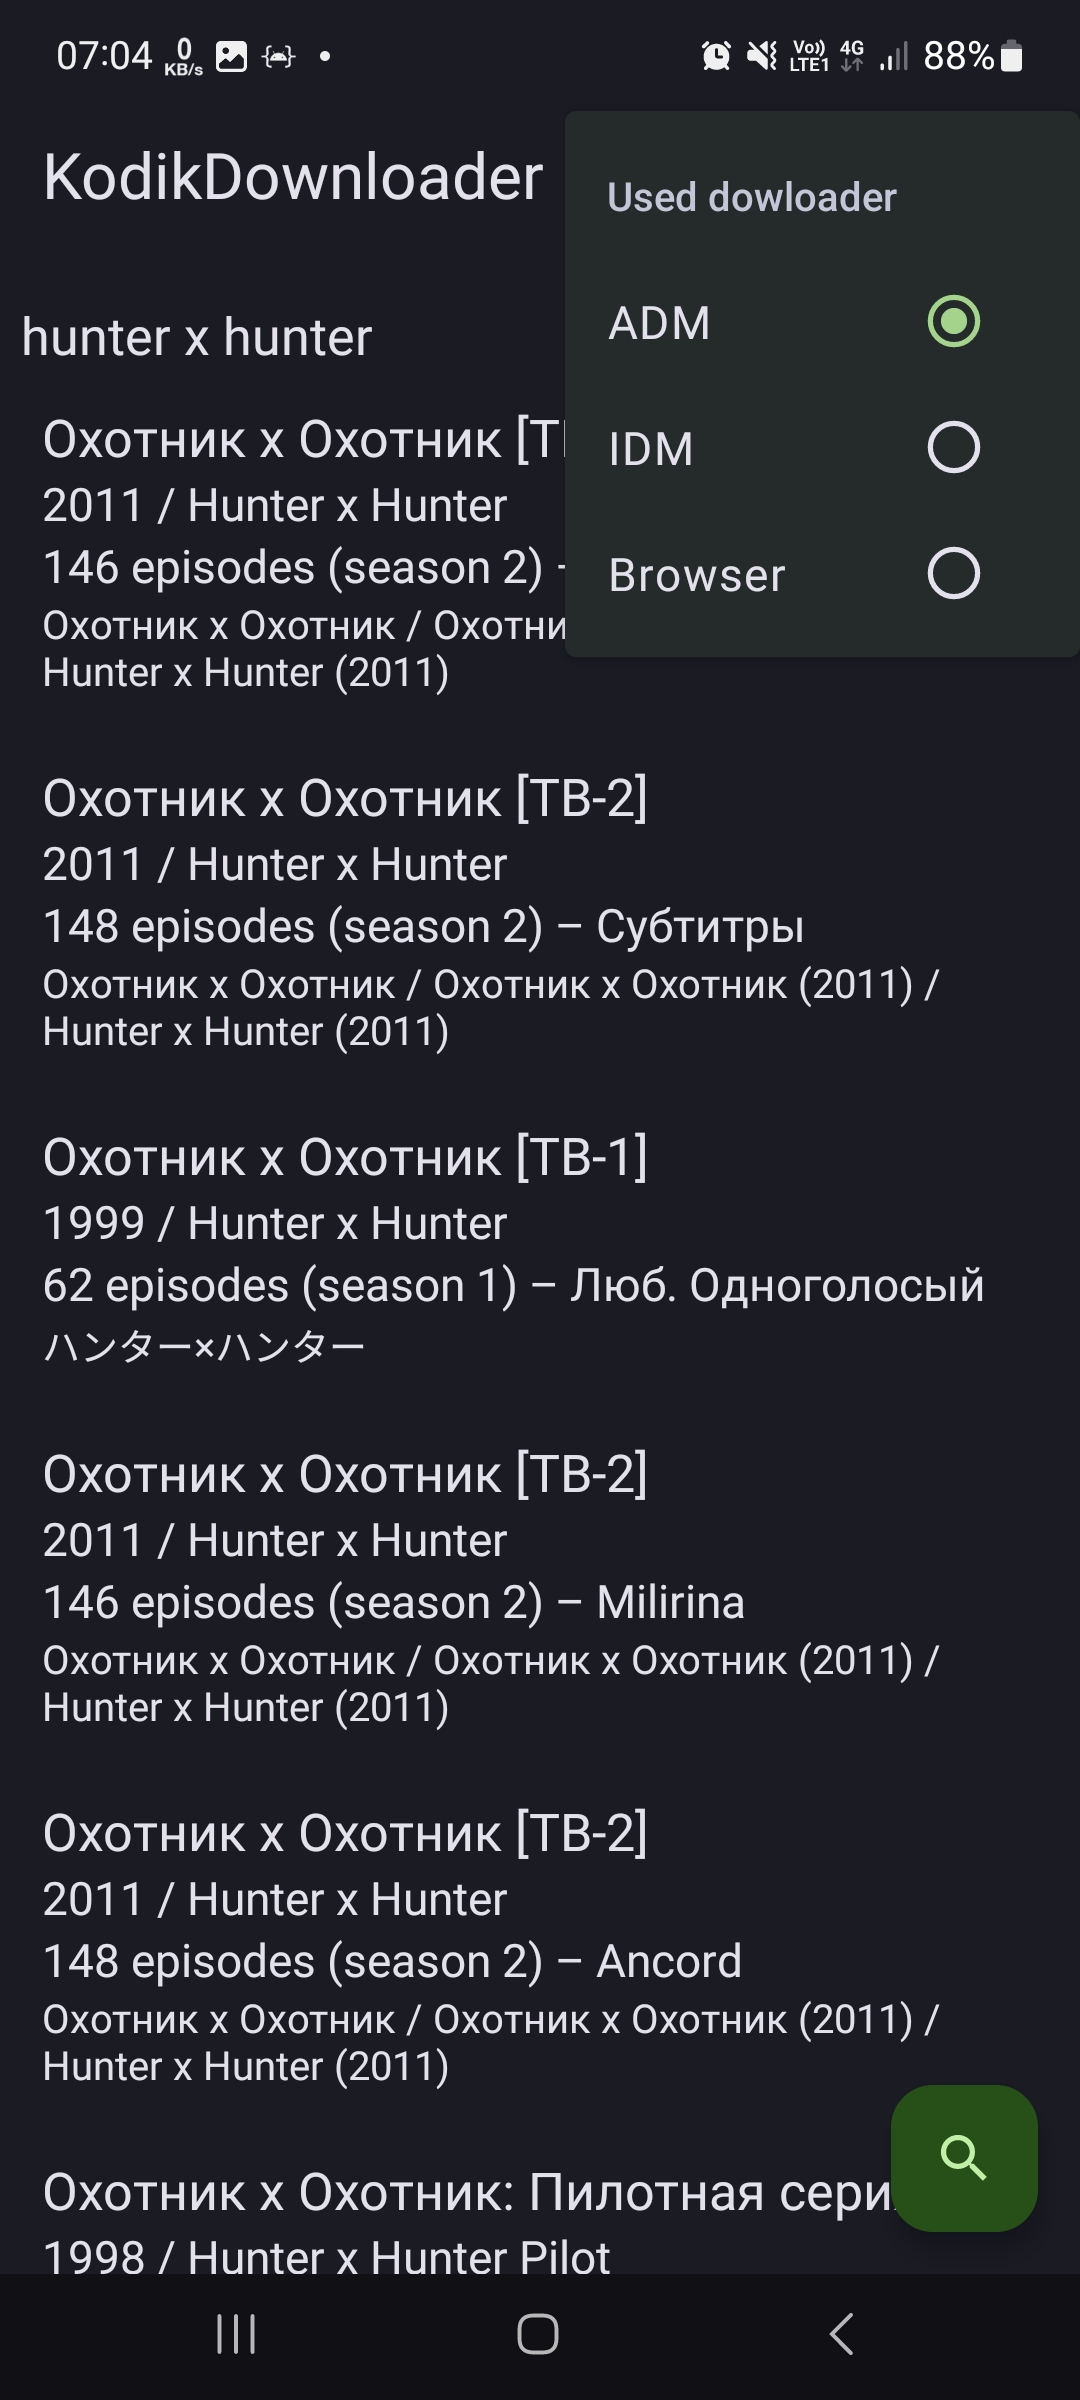 07:04 0 KB/s Vo)) LTE1 4G 88%
KodikDownloader
Used dowloader
ADM
IDM
Browser
hunter x hunter
Охотник х Охотник
2011 / Hunter x Hunter
146 episodes (season 2)
Охотник х Охотник /
Hunter x Hunter (2011)
Охотник х Охотник [ТВ-2]
2011 / Hunter x Hunter
148 episodes (season 2) – Субтитры
Охотник х Охотник / Охотник х Охотник (2011) /
Hunter x Hunter (2011)
Охотник х Охотник [ТВ-1]
1999 / Hunter x Hunter
62 episodes (season 1) – Люб. Одноголосый
ハンター×ハンター
Охотник х Охотник [ТВ-2]
2011 / Hunter x Hunter
146 episodes (season 2) – Milirina
Охотник х Охотник / Охотник х Охотник (2011) /
Hunter x Hunter (2011)
Охотник х Охотник [ТВ-2]
2011 / Hunter x Hunter
148 episodes (season 2) – Ancord
Охотник х Охотник / Охотник х Охотник (2011) /
Hunter x Hunter (2011)
Охотник х Охотник: Пилотная
1998 / Hunter x Hunter Pilot